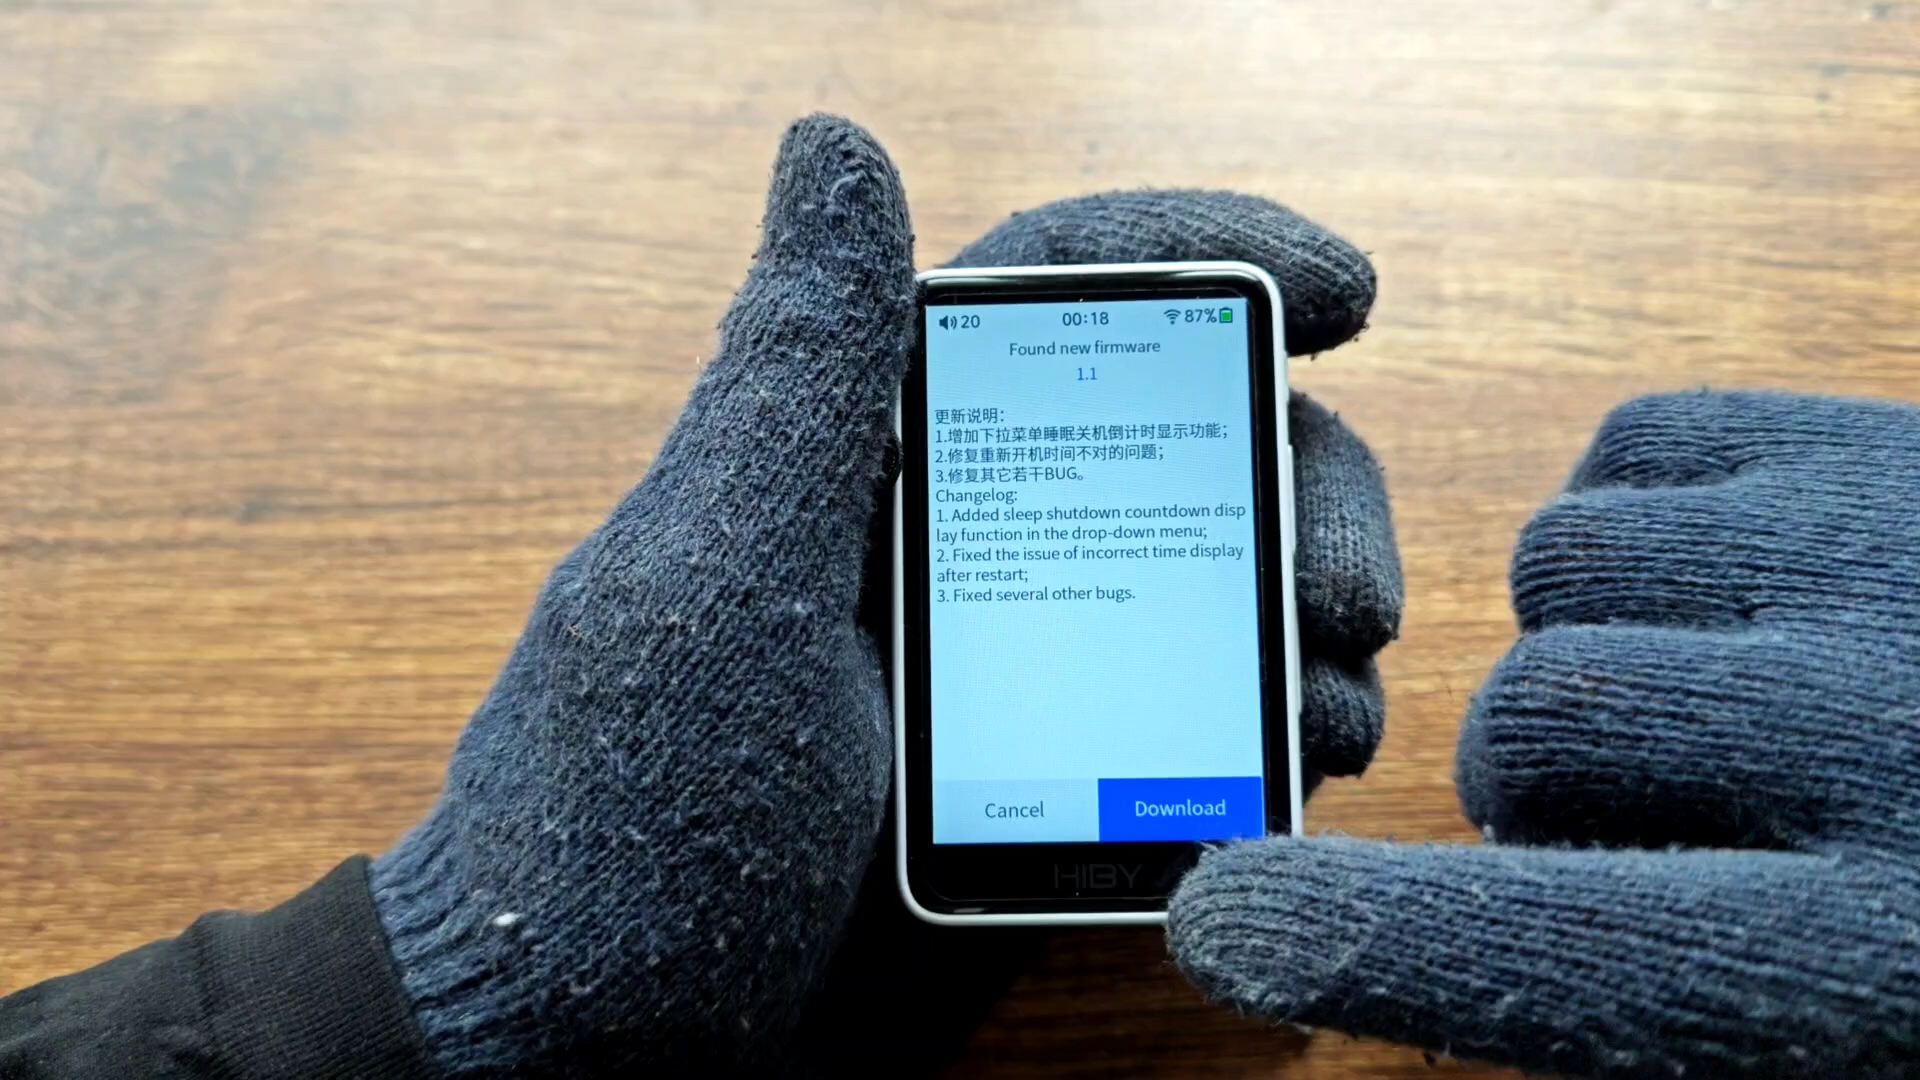 20 00:18 87%
Found new firmware
1.1
更新说明：
1.增加下拉菜单睡眠关机倒计时显示功能；
2.修复重新开机时间不对的问题；
3.修复其它若干BUG。
Changelog:
1. Added sleep shutdown countdown disp
lay function in the drop-down menu;
2. Fixed the issue of incorrect time display
after restart;
3. Fixed several other bugs.
Cancel Download
HIBY